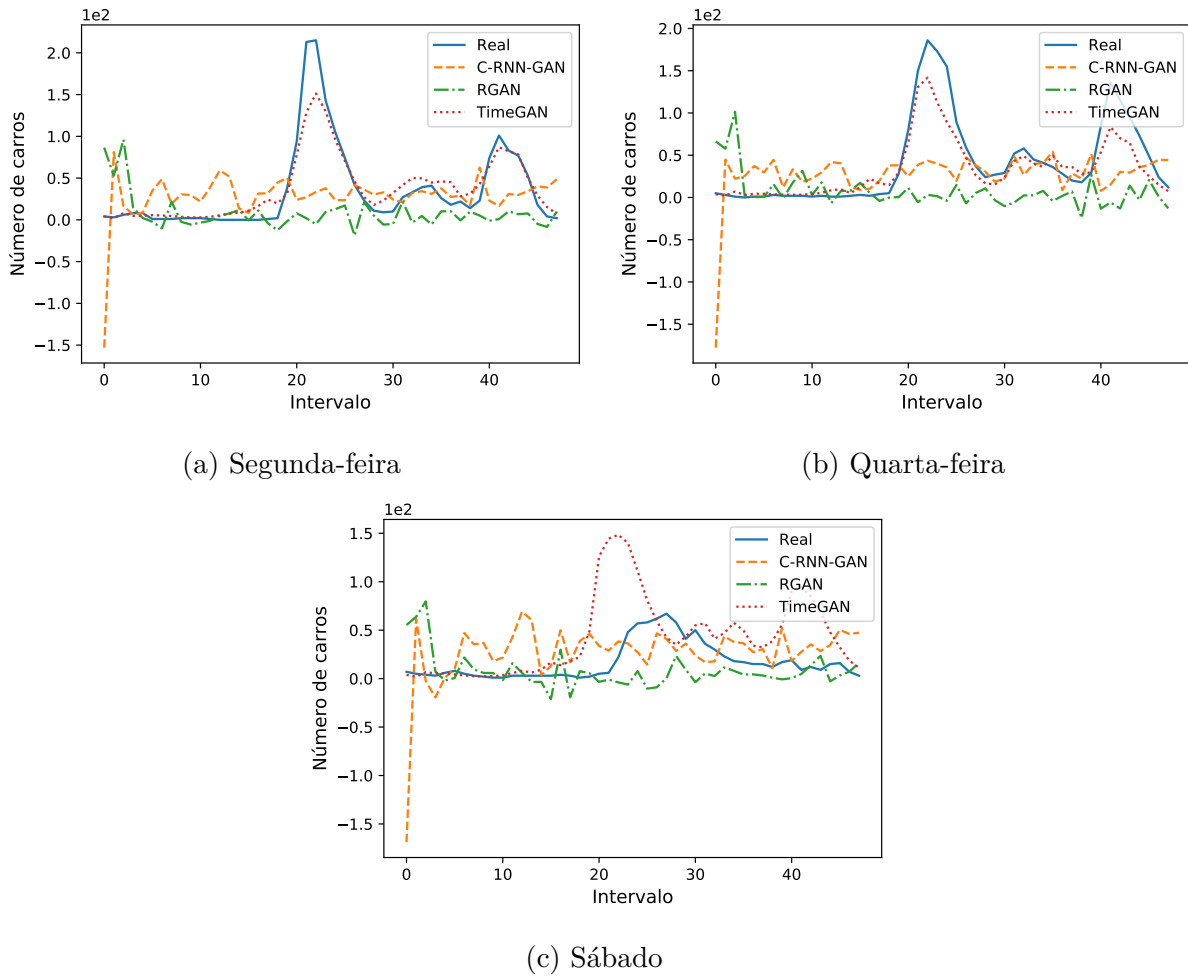 1e2
Número de carros
2.0
1.5
1.0
0.5
0.0
−0.5
−1.0
−1.5
Real
C-RNN-GAN
RGAN
TimeGAN
0 10 20 30 40
Intervalo
(a) Segunda-feira
1e2
Número de carros
2.0
1.5
1.0
0.5
0.0
−0.5
−1.0
−1.5
Real
C-RNN-GAN
RGAN
TimeGAN
0 10 20 30 40
Intervalo
(b) Quarta-feira
1e2
Número de carros
1.5
1.0
0.5
0.0
−0.5
−1.0
−1.5
Real
C-RNN-GAN
RGAN
TimeGAN
0 10 20 30 40
Intervalo
(c) Sábado